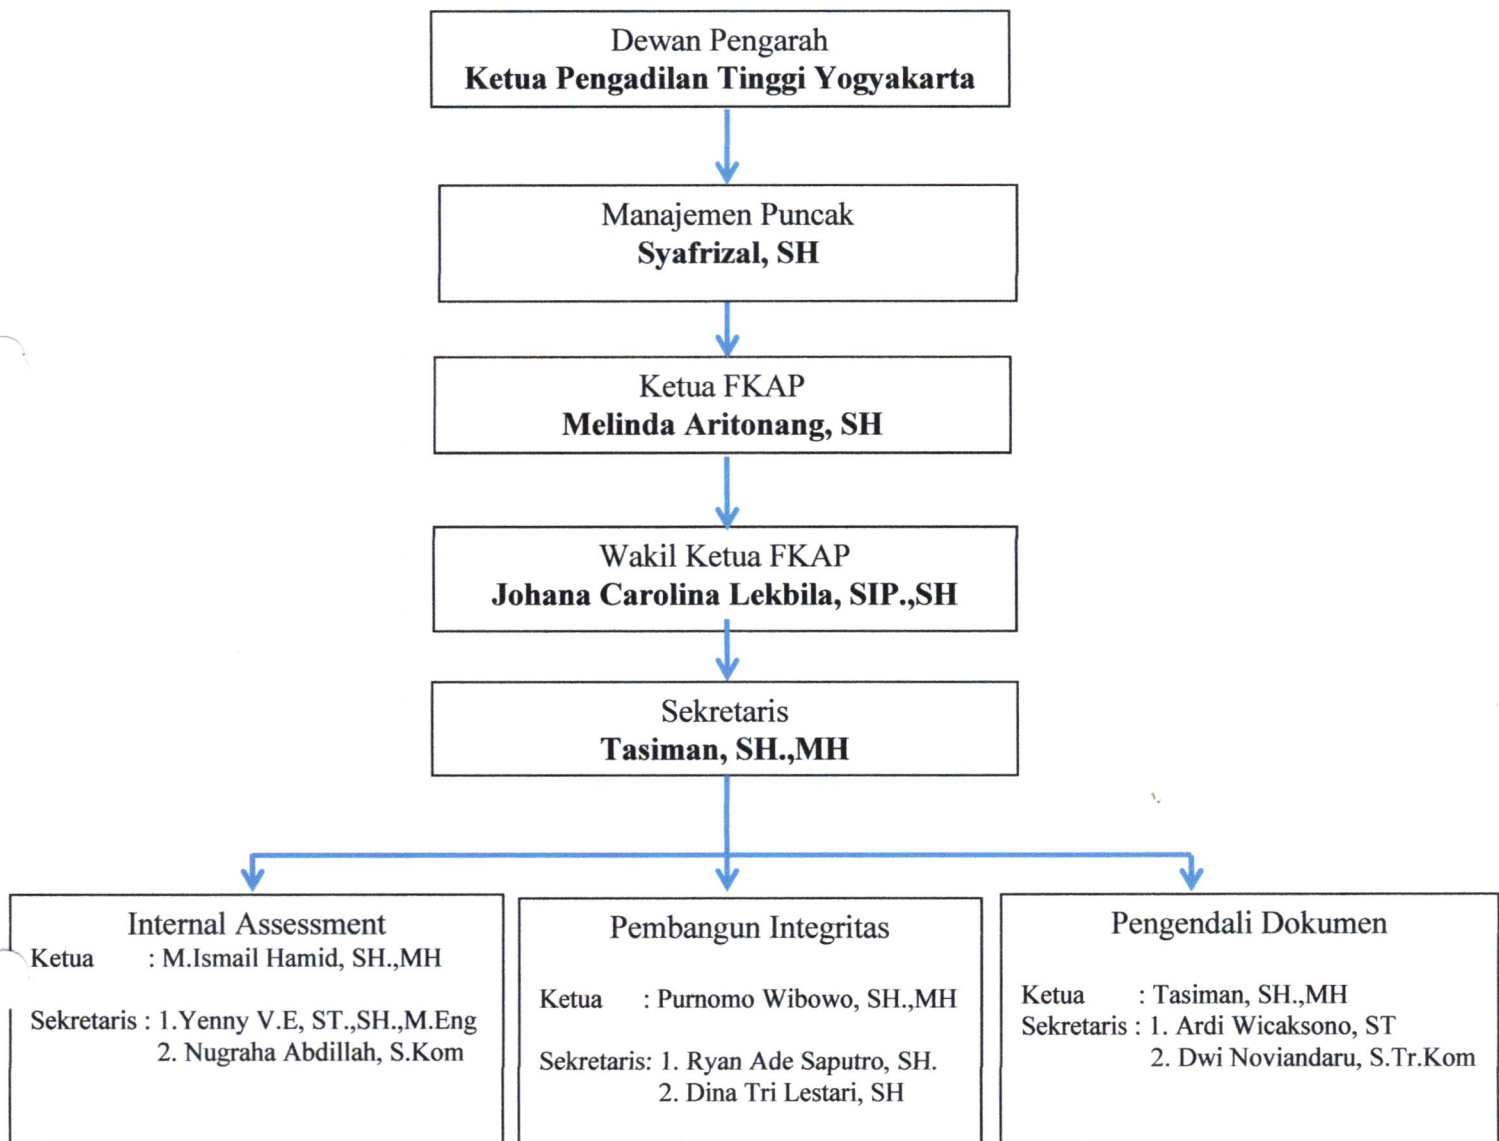 Dewan Pengarah
Ketua Pengadilan Tinggi Yogyakarta
Manajemen Puncak
Syafrizal, SH
Ketua FKAP
Melinda Aritonang, SH
Wakil Ketua FKAP
Johana Carolina Lekbila, SIP.,SH
Sekretaris
Tasiman, SH.,MH
Internal Assessment
Ketua : M.Ismail Hamid, SH.,MH
Sekretaris : 1.Yenny V.E, ST.,SH.,M.Eng
2. Nugraha Abdillah, S.Kom
Pembangun Integritas
Ketua : Purnomo Wibowo, SH.,MH
Sekretaris: 1. Ryan Ade Saputro, SH.
2. Dina Tri Lestari, SH
Pengendali Dokumen
Ketua : Tasiman, SH.,MH
Sekretaris : 1. Ardi Wicaksono, ST
2. Dwi Noviandaru, S.Tr.Kom